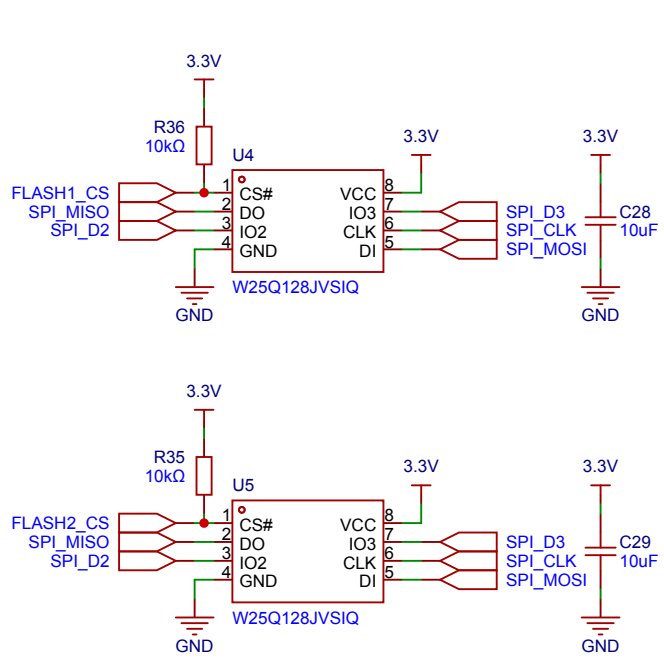 3.3V
R36
10kΩ
U4
3.3V
3.3V
FLASH1_CS
1
CS#
VCC
8
SPI_MISO
2
DO
IO3
7
SPI_D3
C28
SPI_D2
3
IO2
CLK
6
SPI_CLK
10uF
4
GND
DI
5
SPI_MOSI
W25Q128JVSIQ
GND
GND
3.3V
R35
10kΩ
U5
3.3V
3.3V
FLASH2_CS
1
CS#
VCC
8
SPI_MISO
2
DO
IO3
7
SPI_D3
C29
SPI_D2
3
IO2
CLK
6
SPI_CLK
10uF
4
GND
DI
5
SPI_MOSI
W25Q128JVSIQ
GND
GND